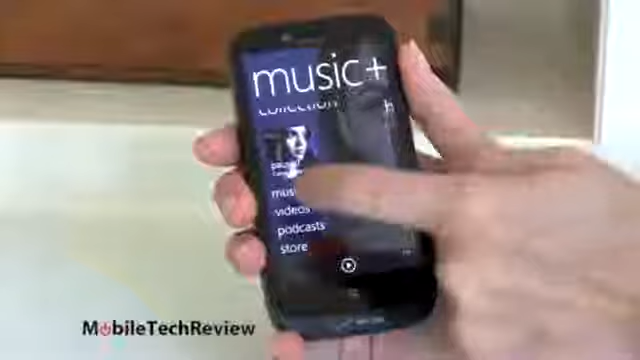 music+
collection
h
music
videos
podcasts
store
MobileTechReview